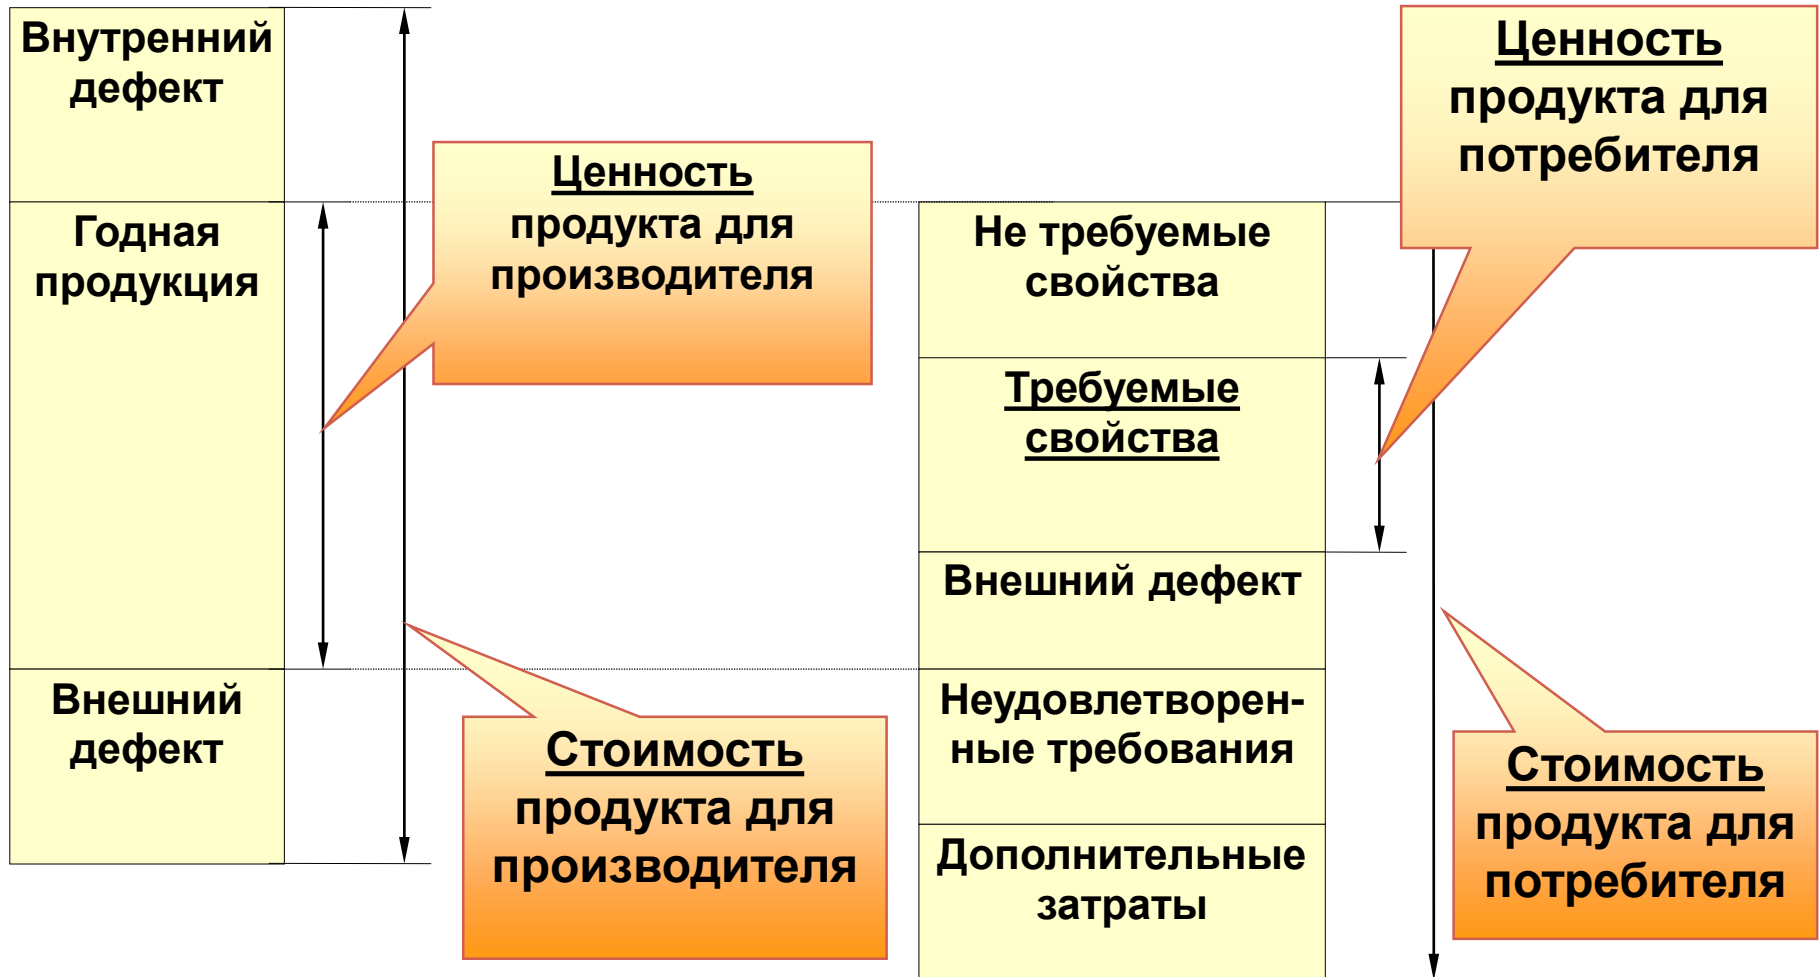 Внутренний
дефект
Годная
продукция
Внешний
дефект
Ценность
продукта для
производителя
Стоимость
продукта для
производителя
Не требуемые
свойства
Требуемые
свойства
Внешний дефект
Неудовлетворен-
ные требования
Дополнительные
затраты
Ценность
продукта для
потребителя
Стоимость
продукта для
потребителя